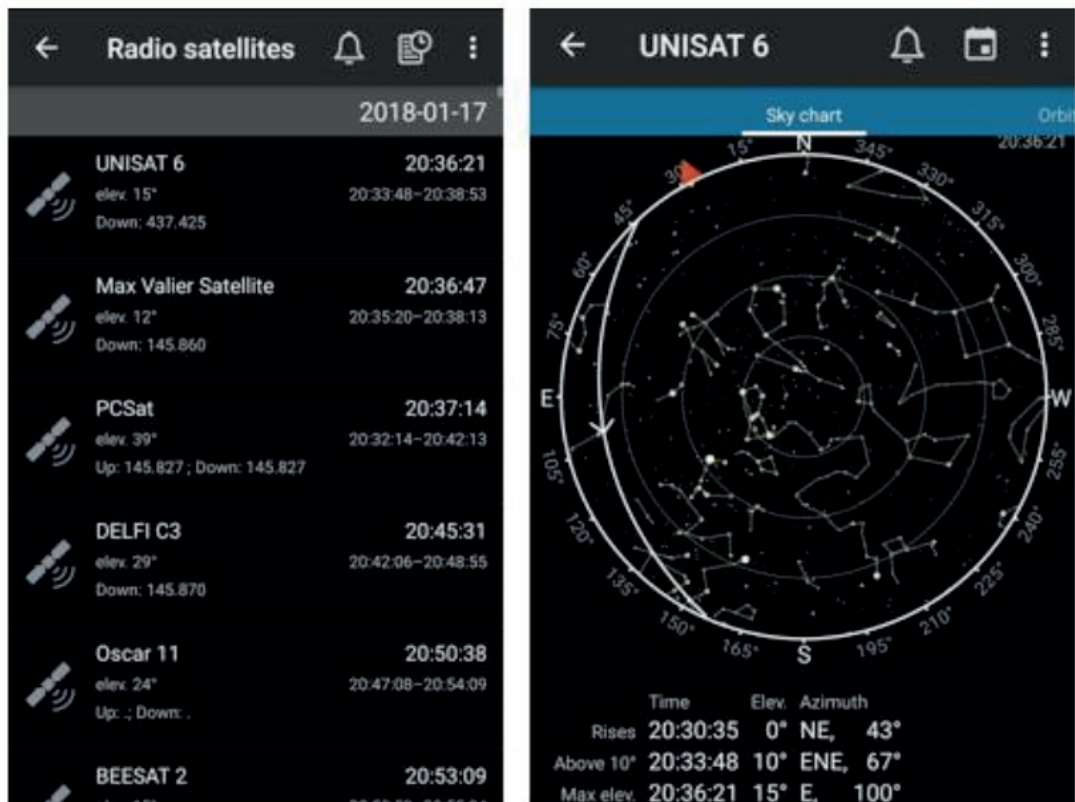 Radio satellites
2018-01-17
UNISAT 6 20:36:21
elev. 15° 20:33:48–20:38:53
Down: 437.425
Max Valier Satellite 20:36:47
elev. 12° 20:35:20–20:38:13
Down: 145.860
PCSat 20:37:14
elev. 39° 20:32:14–20:42:13
Up: 145.827 ; Down: 145.827
DELFI C3 20:45:31
elev. 29° 20:42:06–20:48:55
Down: 145.870
Oscar 11 20:50:38
elev. 24° 20:47:08–20:54:09
Up: .; Down: .
BEESAT 2 20:53:09
UNISAT 6
Sky chart Orbi
20:36:21
N
345°
330°
315°
300°
285°
W
255°
240°
225°
210°
195°
S
165°
150°
135°
120°
105°
E
75°
60°
45°
30°
15°
Time Elev. Azimuth
Rises 20:30:35 0° NE, 43°
Above 10° 20:33:48 10° ENE, 67°
Max elev. 20:36:21 15° E, 100°